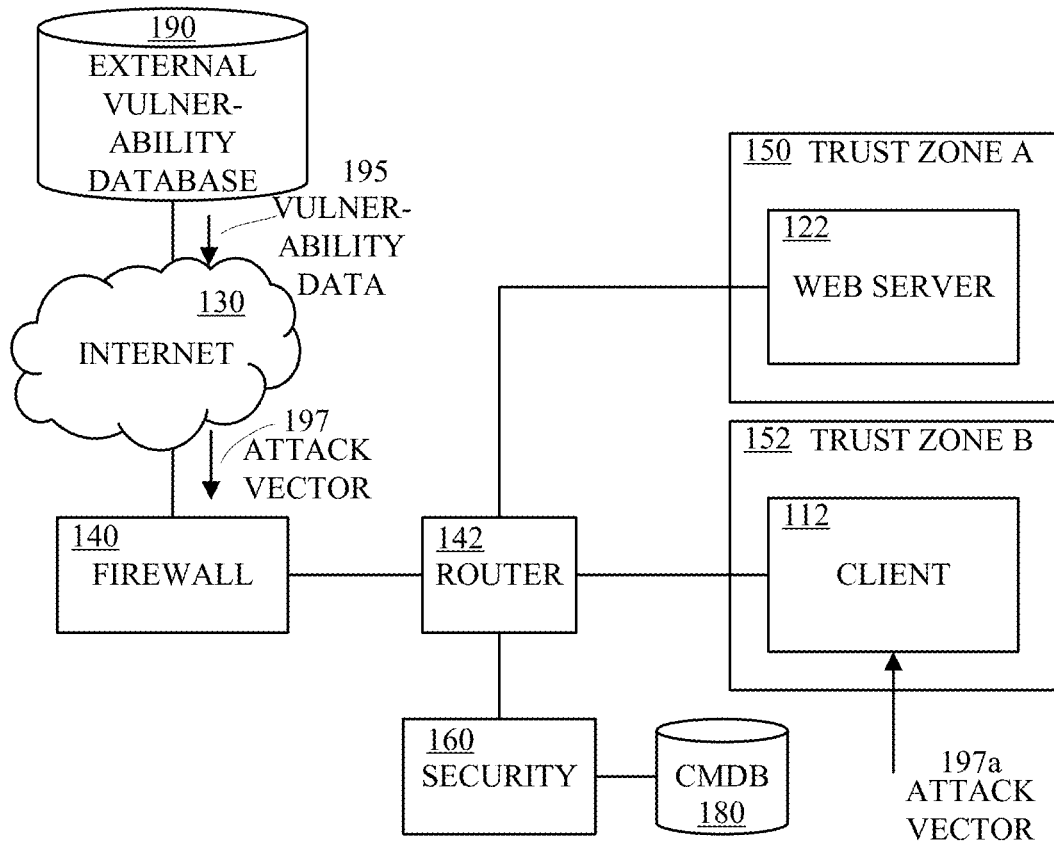 190
EXTERNAL
VULNER-
ABILITY
DATABASE
195
VULNER-
ABILITY
DATA
130
INTERNET
197
ATTACK
VECTOR
150 TRUST ZONE A
122
WEB SERVER
152 TRUST ZONE B
112
CLIENT
140
FIREWALL
142
ROUTER
160
SECURITY
CMDB
180
197a
ATTACK
VECTOR